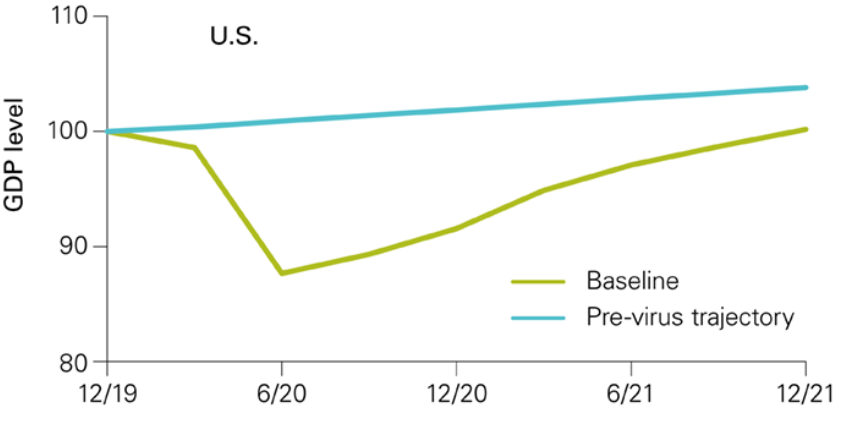 110
U.S.
100
GDP level
90
Baseline
Pre-virus trajectory
80
12/19
6/20
12/20
6/21
12/21